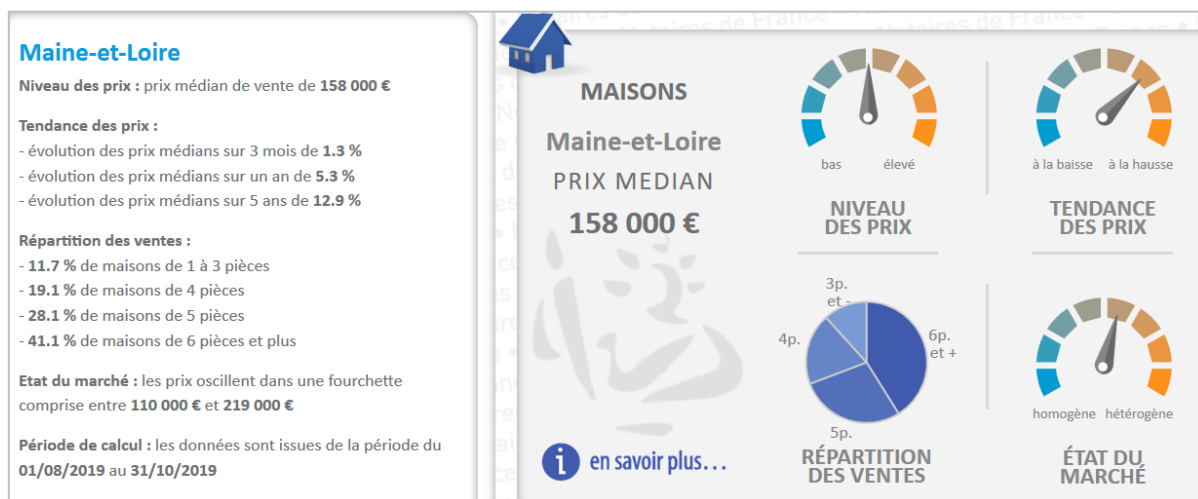 Maine-et-Loire
Niveau des prix : prix médian de vente de 158 000 €
Tendance des prix :
- évolution des prix médians sur 3 mois de 1.3 %
- évolution des prix médians sur un an de 5.3 %
- évolution des prix médians sur 5 ans de 12.9 %
Répartition des ventes :
- 11.7 % de maisons de 1 à 3 pièces
- 19.1 % de maisons de 4 pièces
- 28.1 % de maisons de 5 pièces
- 41.1 % de maisons de 6 pièces et plus
Etat du marché : les prix oscillent dans une fourchette
comprise entre 110 000 € et 219 000 €
Période de calcul : les données sont issues de la période du
01/08/2019 au 31/10/2019
MAISONS
Maine-et-Loire
PRIX MEDIAN
158 000 €
en savoir plus...
bas élevé
NIVEAU
DES PRIX
à la baisse à la hausse
TENDANCE
DES PRIX
3p.
et -
4p.
6p.
et +
5p.
RÉPARTITION
DES VENTES
homogène hétérogène
ÉTAT DU
MARCHÉ